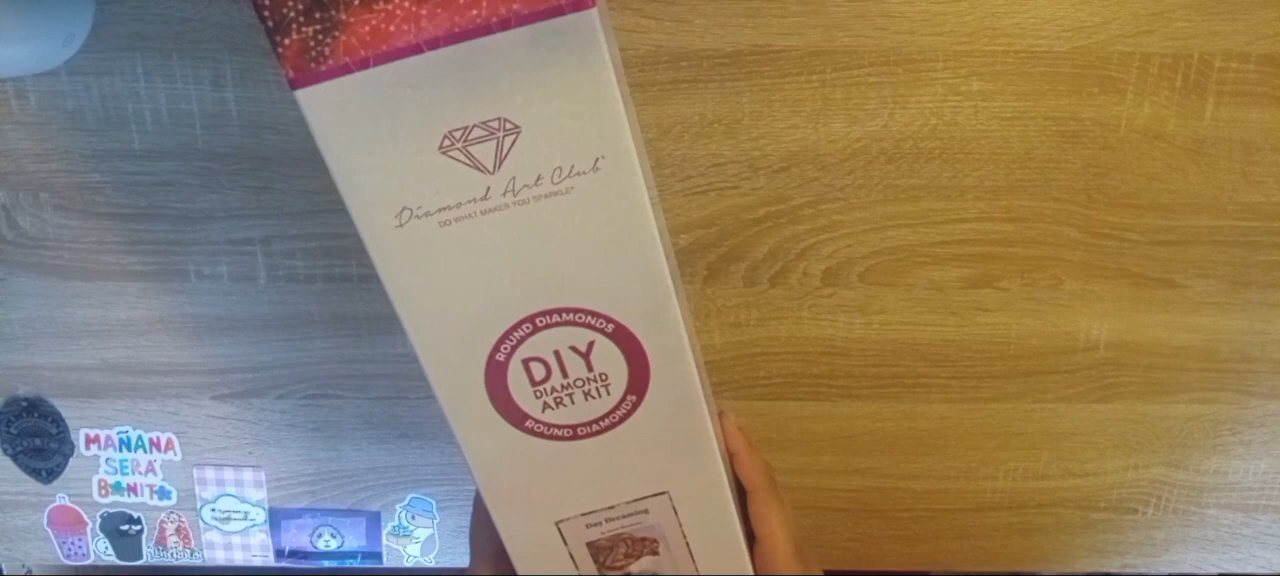 Diamond Art Club®
DO WHAT MAKES YOU SPARKLE®
ROUND DIAMONDS
DIY
DIAMOND
ART KIT
ROUND DIAMONDS
Day Dreaming
MAÑANA
SERÁ
BONITO